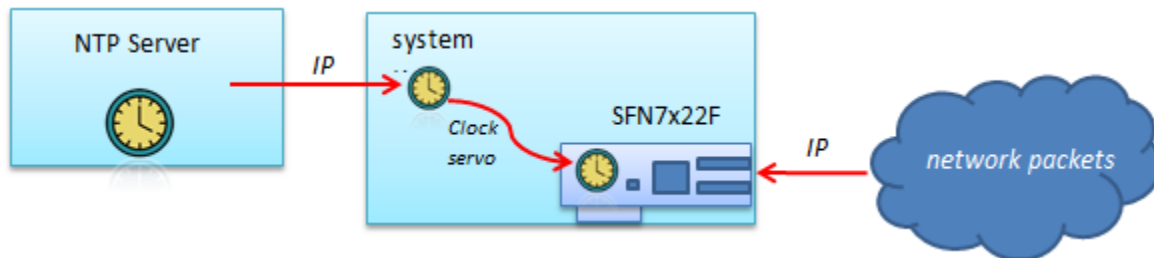 NTP Server
IP
system
Clock
servo
SFN7x22F
IP
network packets